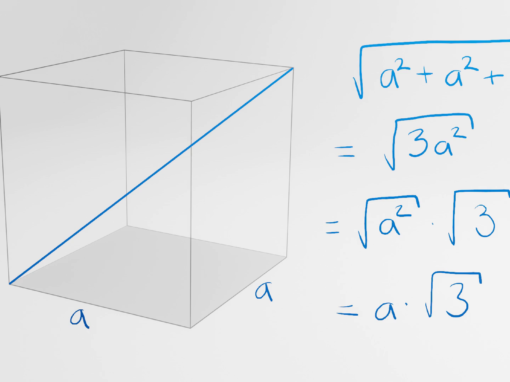 √a² + a² +
= √3a²
= √a² · √3
= a · √3
a
a